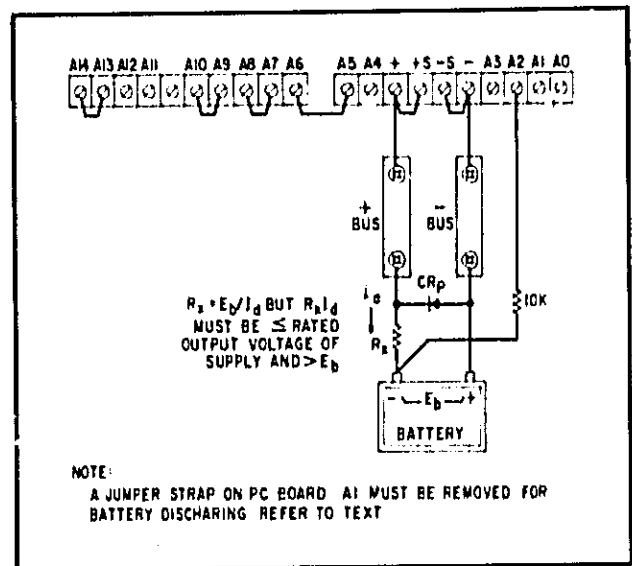 A14 A13 A12 A11 A10 A9 A8 A7 A6 A5 A4 + +S -S - A3 A2 A1 A0
+
BUS
-
BUS
CRp
Id
10K
Rx = Eb/Id BUT RxId
MUST BE ≤ RATED
OUTPUT VOLTAGE OF
SUPPLY AND > Eb
Rx
- Eb +
BATTERY
NOTE:
A JUMPER STRAP ON PC BOARD A1 MUST BE REMOVED FOR
BATTERY DISCHARING REFER TO TEXT